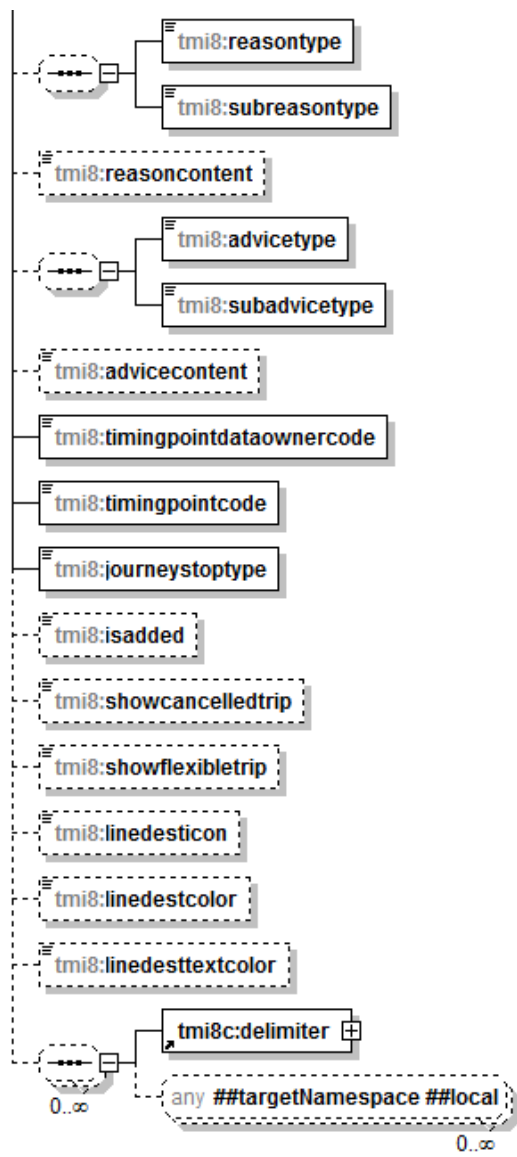 tmi8:reasontype
tmi8:subreasontype
tmi8:reasoncontent
tmi8:advicetype
tmi8:subadvicetype
tmi8:advicecontent
tmi8:timingpointdataownercode
tmi8:timingpointcode
tmi8:journeystoptype
tmi8:isadded
tmi8:showcancelledtrip
tmi8:showflexibletrip
tmi8:linedesticon
tmi8:linedestcolor
tmi8:linedesttextcolor
tmi8c:delimiter
0..∞
any ##targetNamespace ##local
0..∞